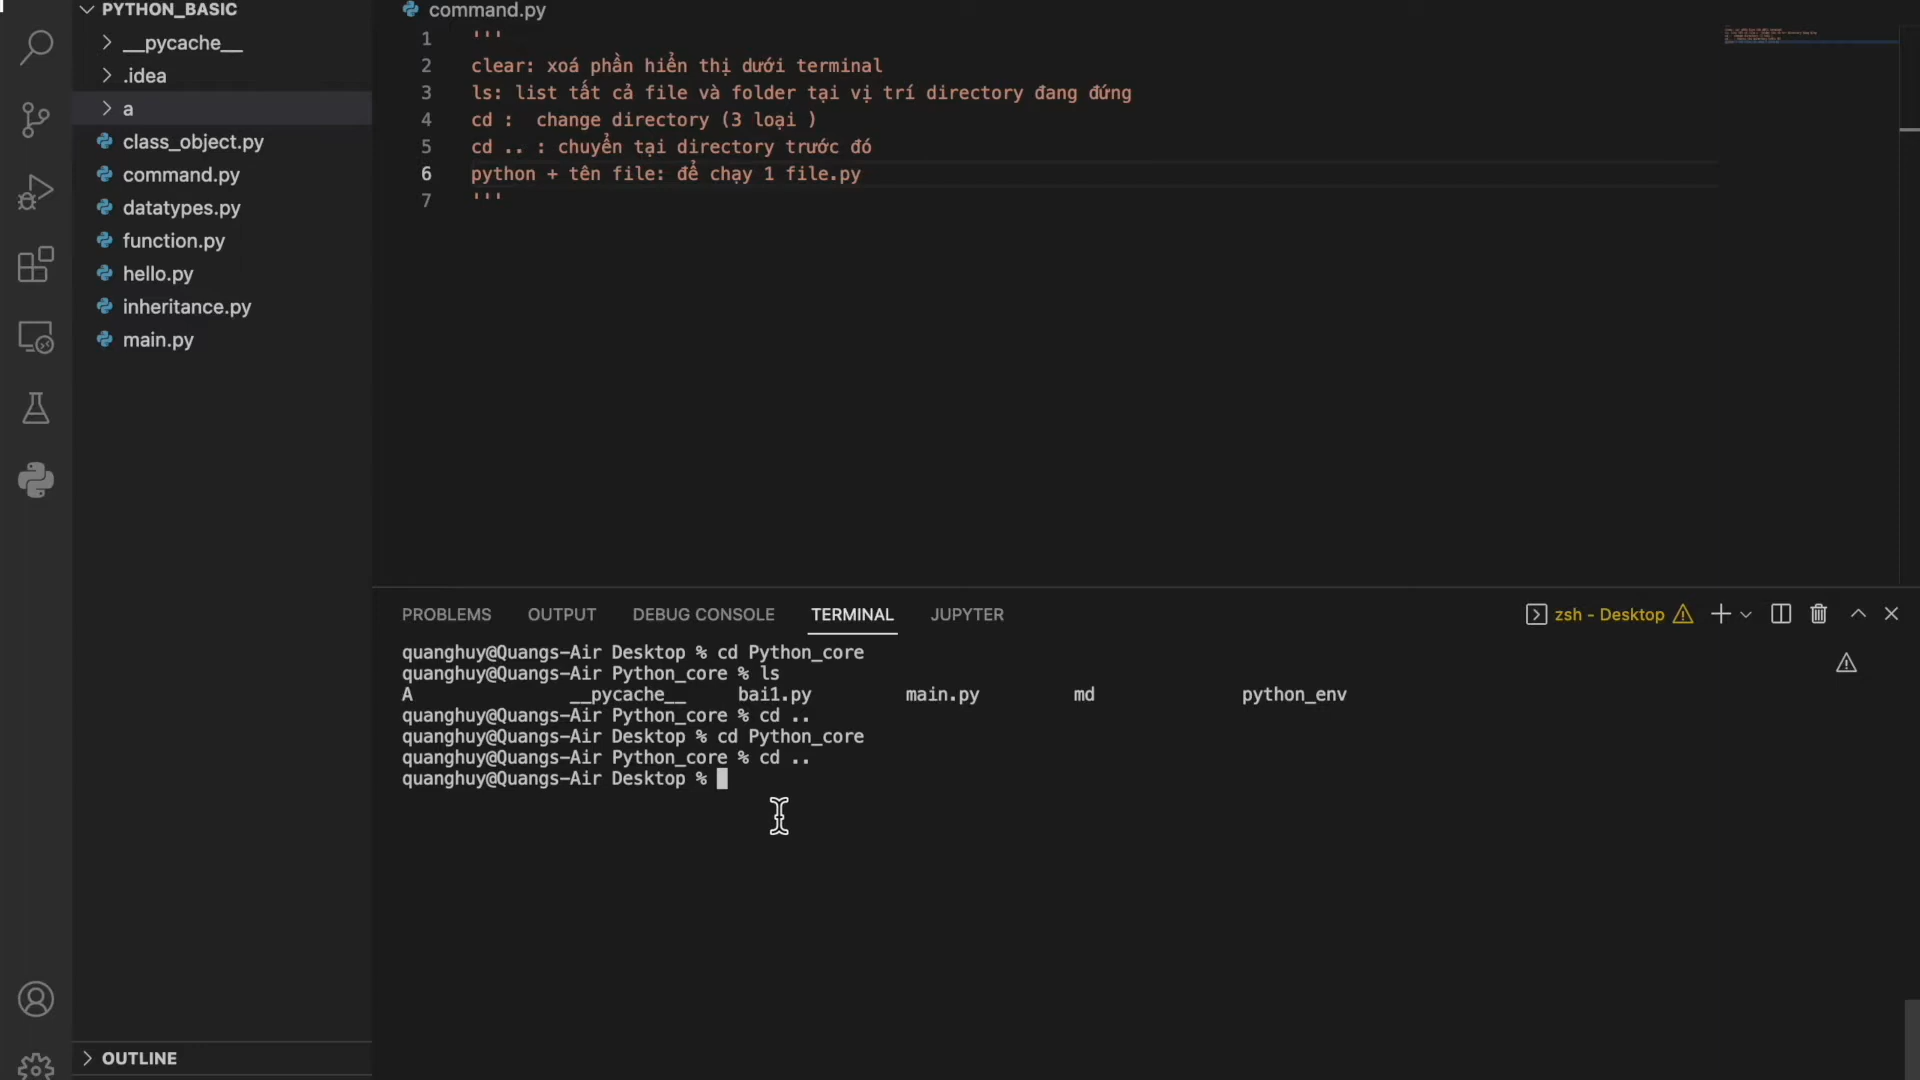 PYTHON_BASIC
__pycache__
.idea
a
class_object.py
command.py
datatypes.py
function.py
hello.py
inheritance.py
main.py
OUTLINE
command.py
1 '''
2 clear: xoá phần hiển thị dưới terminal
3 ls: list tất cả file và folder tại vị trí directory đang đứng
4 cd :  change directory (3 loại )
5 cd .. : chuyển tại directory trước đó
6 python + tên file: để chạy 1 file.py
7 '''
PROBLEMS OUTPUT DEBUG CONSOLE TERMINAL JUPYTER zsh - Desktop
quanghuy@Quangs-Air Desktop % cd Python_core
quanghuy@Quangs-Air Python_core % ls
A __pycache__ bai1.py main.py md python_env
quanghuy@Quangs-Air Python_core % cd ..
quanghuy@Quangs-Air Desktop % cd Python_core
quanghuy@Quangs-Air Python_core % cd ..
quanghuy@Quangs-Air Desktop %